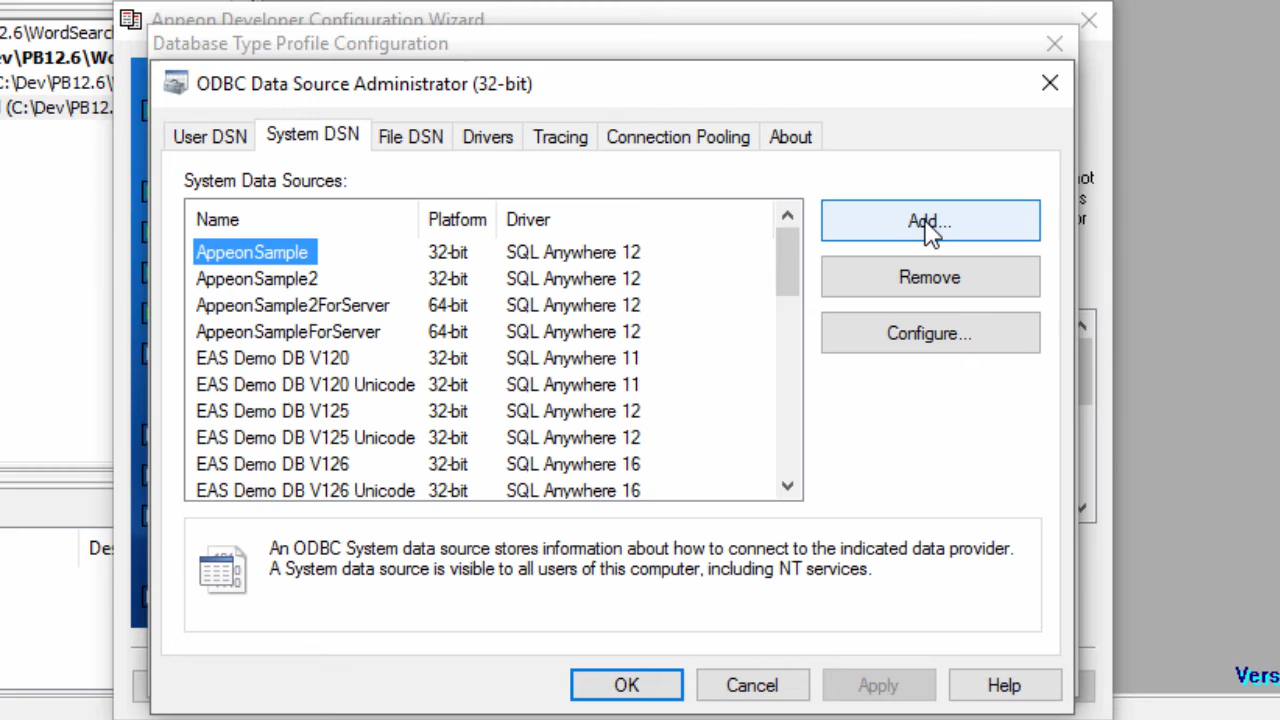 Appeon Developer Configuration Wizard
2.6\WordSearc
Database Type Profile Configuration
ev\PB12.6\Wo
C:\Dev\PB12.6\
ODBC Data Source Administrator (32-bit)
(C:\Dev\PB12.
User DSN System DSN File DSN Drivers Tracing Connection Pooling About
System Data Sources:
not
s
or
Name Platform Driver
Add...
AppeonSample 32-bit SQL Anywhere 12
AppeonSample2 32-bit SQL Anywhere 12
Remove
AppeonSample2ForServer 64-bit SQL Anywhere 12
AppeonSampleForServer 64-bit SQL Anywhere 12
Configure...
EAS Demo DB V120 32-bit SQL Anywhere 11
EAS Demo DB V120 Unicode 32-bit SQL Anywhere 11
EAS Demo DB V125 32-bit SQL Anywhere 12
EAS Demo DB V125 Unicode 32-bit SQL Anywhere 12
EAS Demo DB V126 32-bit SQL Anywhere 16
EAS Demo DB V126 Unicode 32-bit SQL Anywhere 16
Des
An ODBC System data source stores information about how to connect to the indicated data provider.
A System data source is visible to all users of this computer, including NT services.
OK Cancel Apply Help
Vers